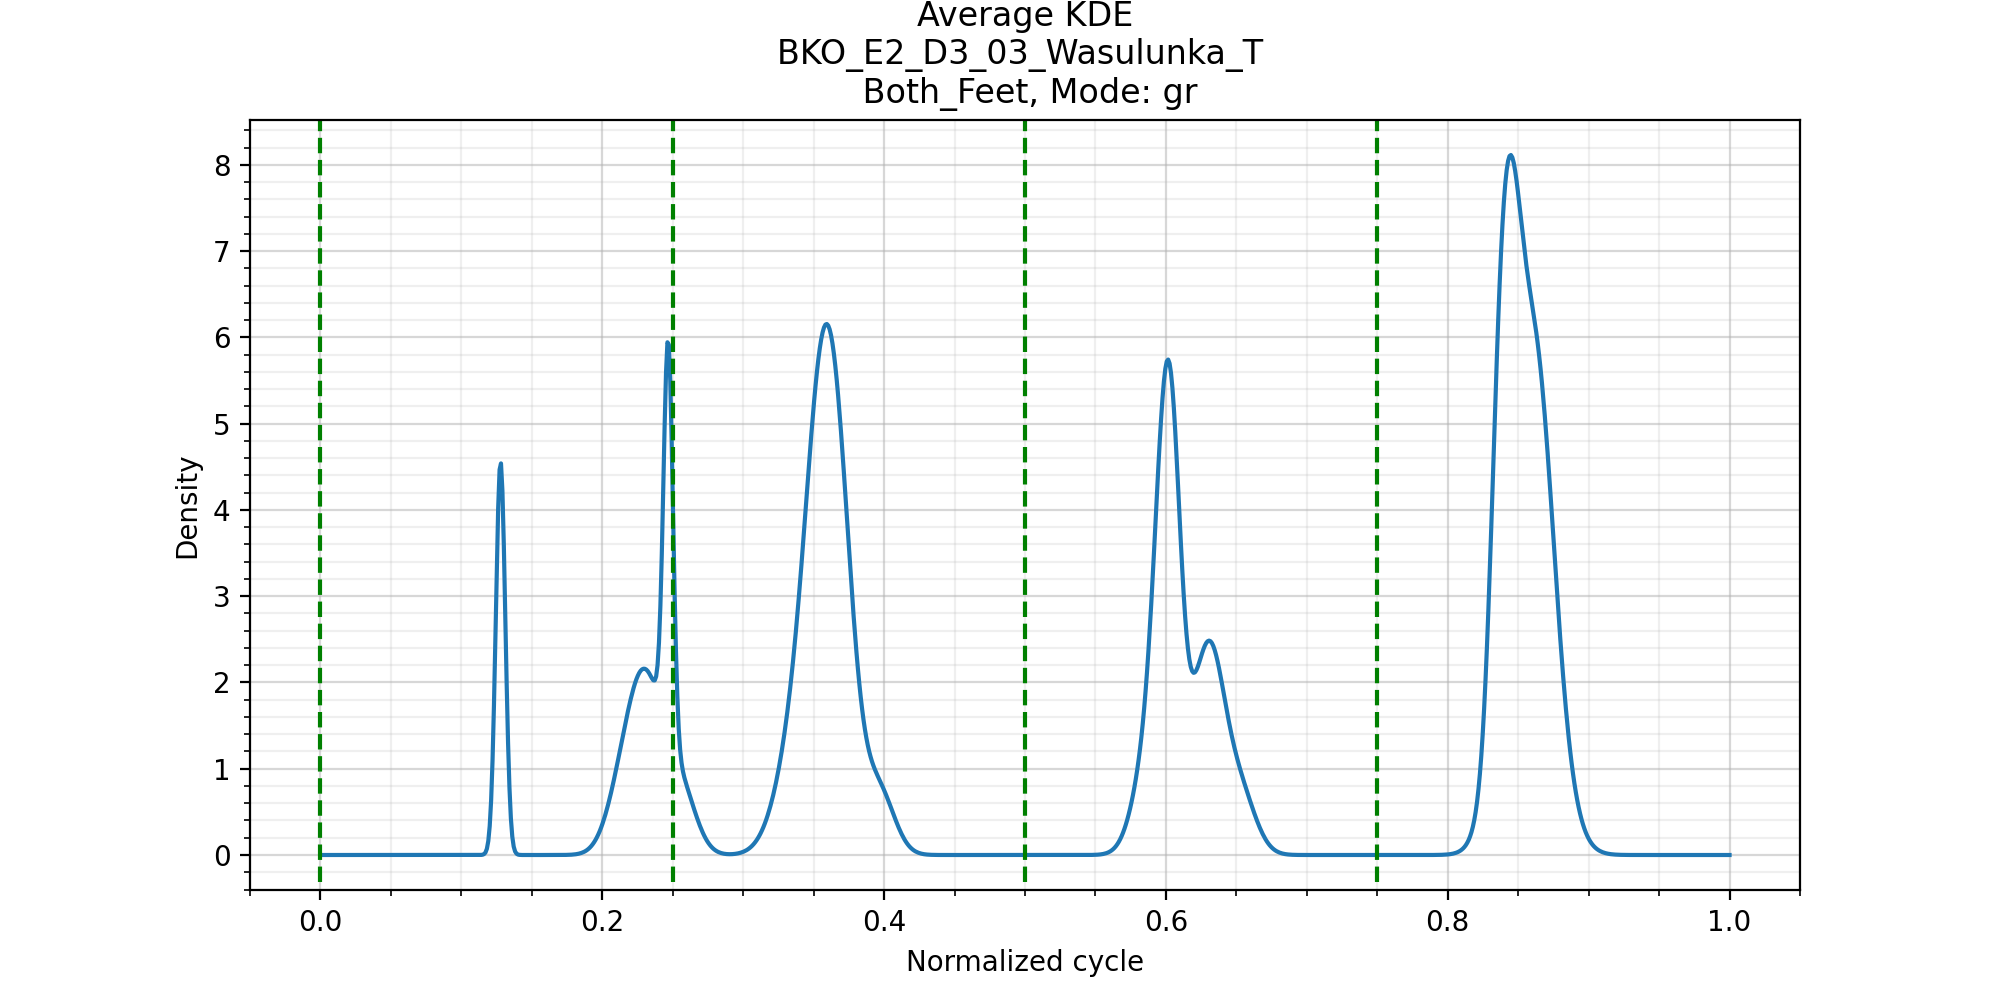 Average KDE
BKO_E2_D3_03_Wasulunka_T
Both_Feet, Mode: gr
8
7
6
5
4
3
2
1
0
Density
0.0 0.2 0.4 0.6 0.8 1.0
Normalized cycle